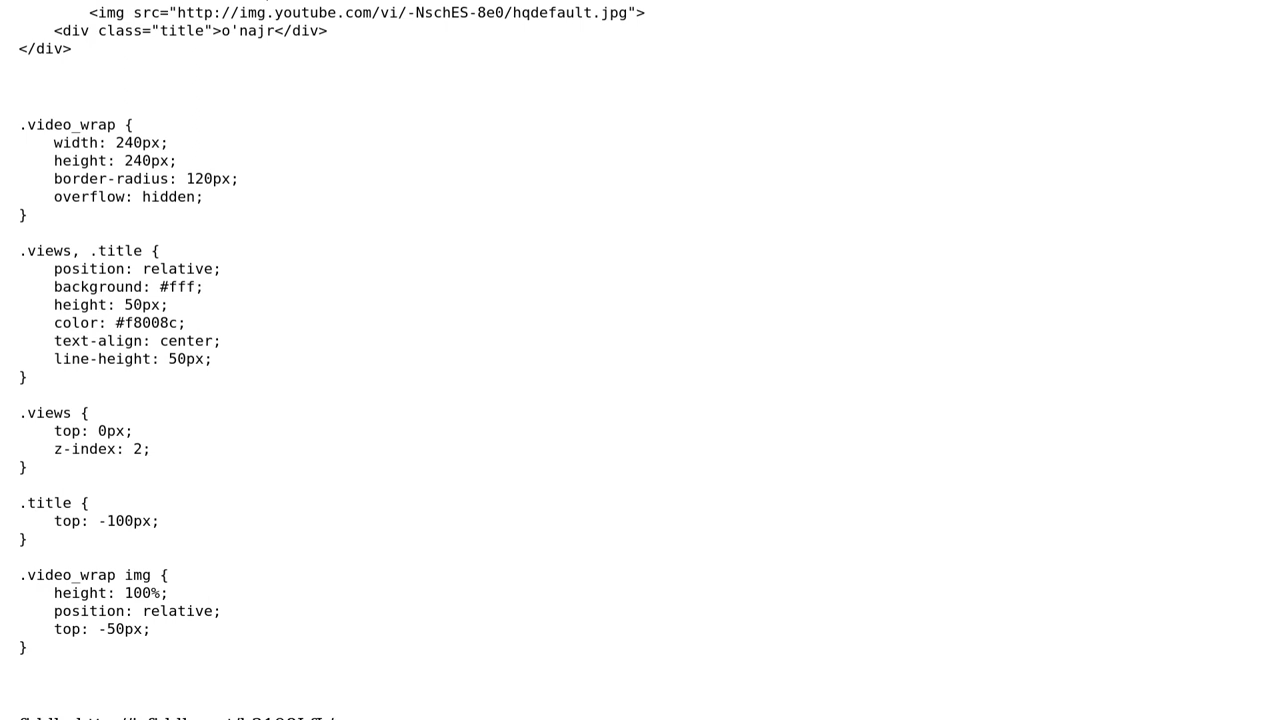 <img src="http://img.youtube.com/vi/-NschES-8e0/hqdefault.jpg">
<div class="title">o'najr</div>
</div>
.video_wrap {
width: 240px;
height: 240px;
border-radius: 120px;
overflow: hidden;
}
.views, .title {
position: relative;
background: #fff;
height: 50px;
color: #f8008c;
text-align: center;
line-height: 50px;
}
.views {
top: 0px;
z-index: 2;
}
.title {
top: -100px;
}
.video_wrap img {
height: 100%;
position: relative;
top: -50px;
}